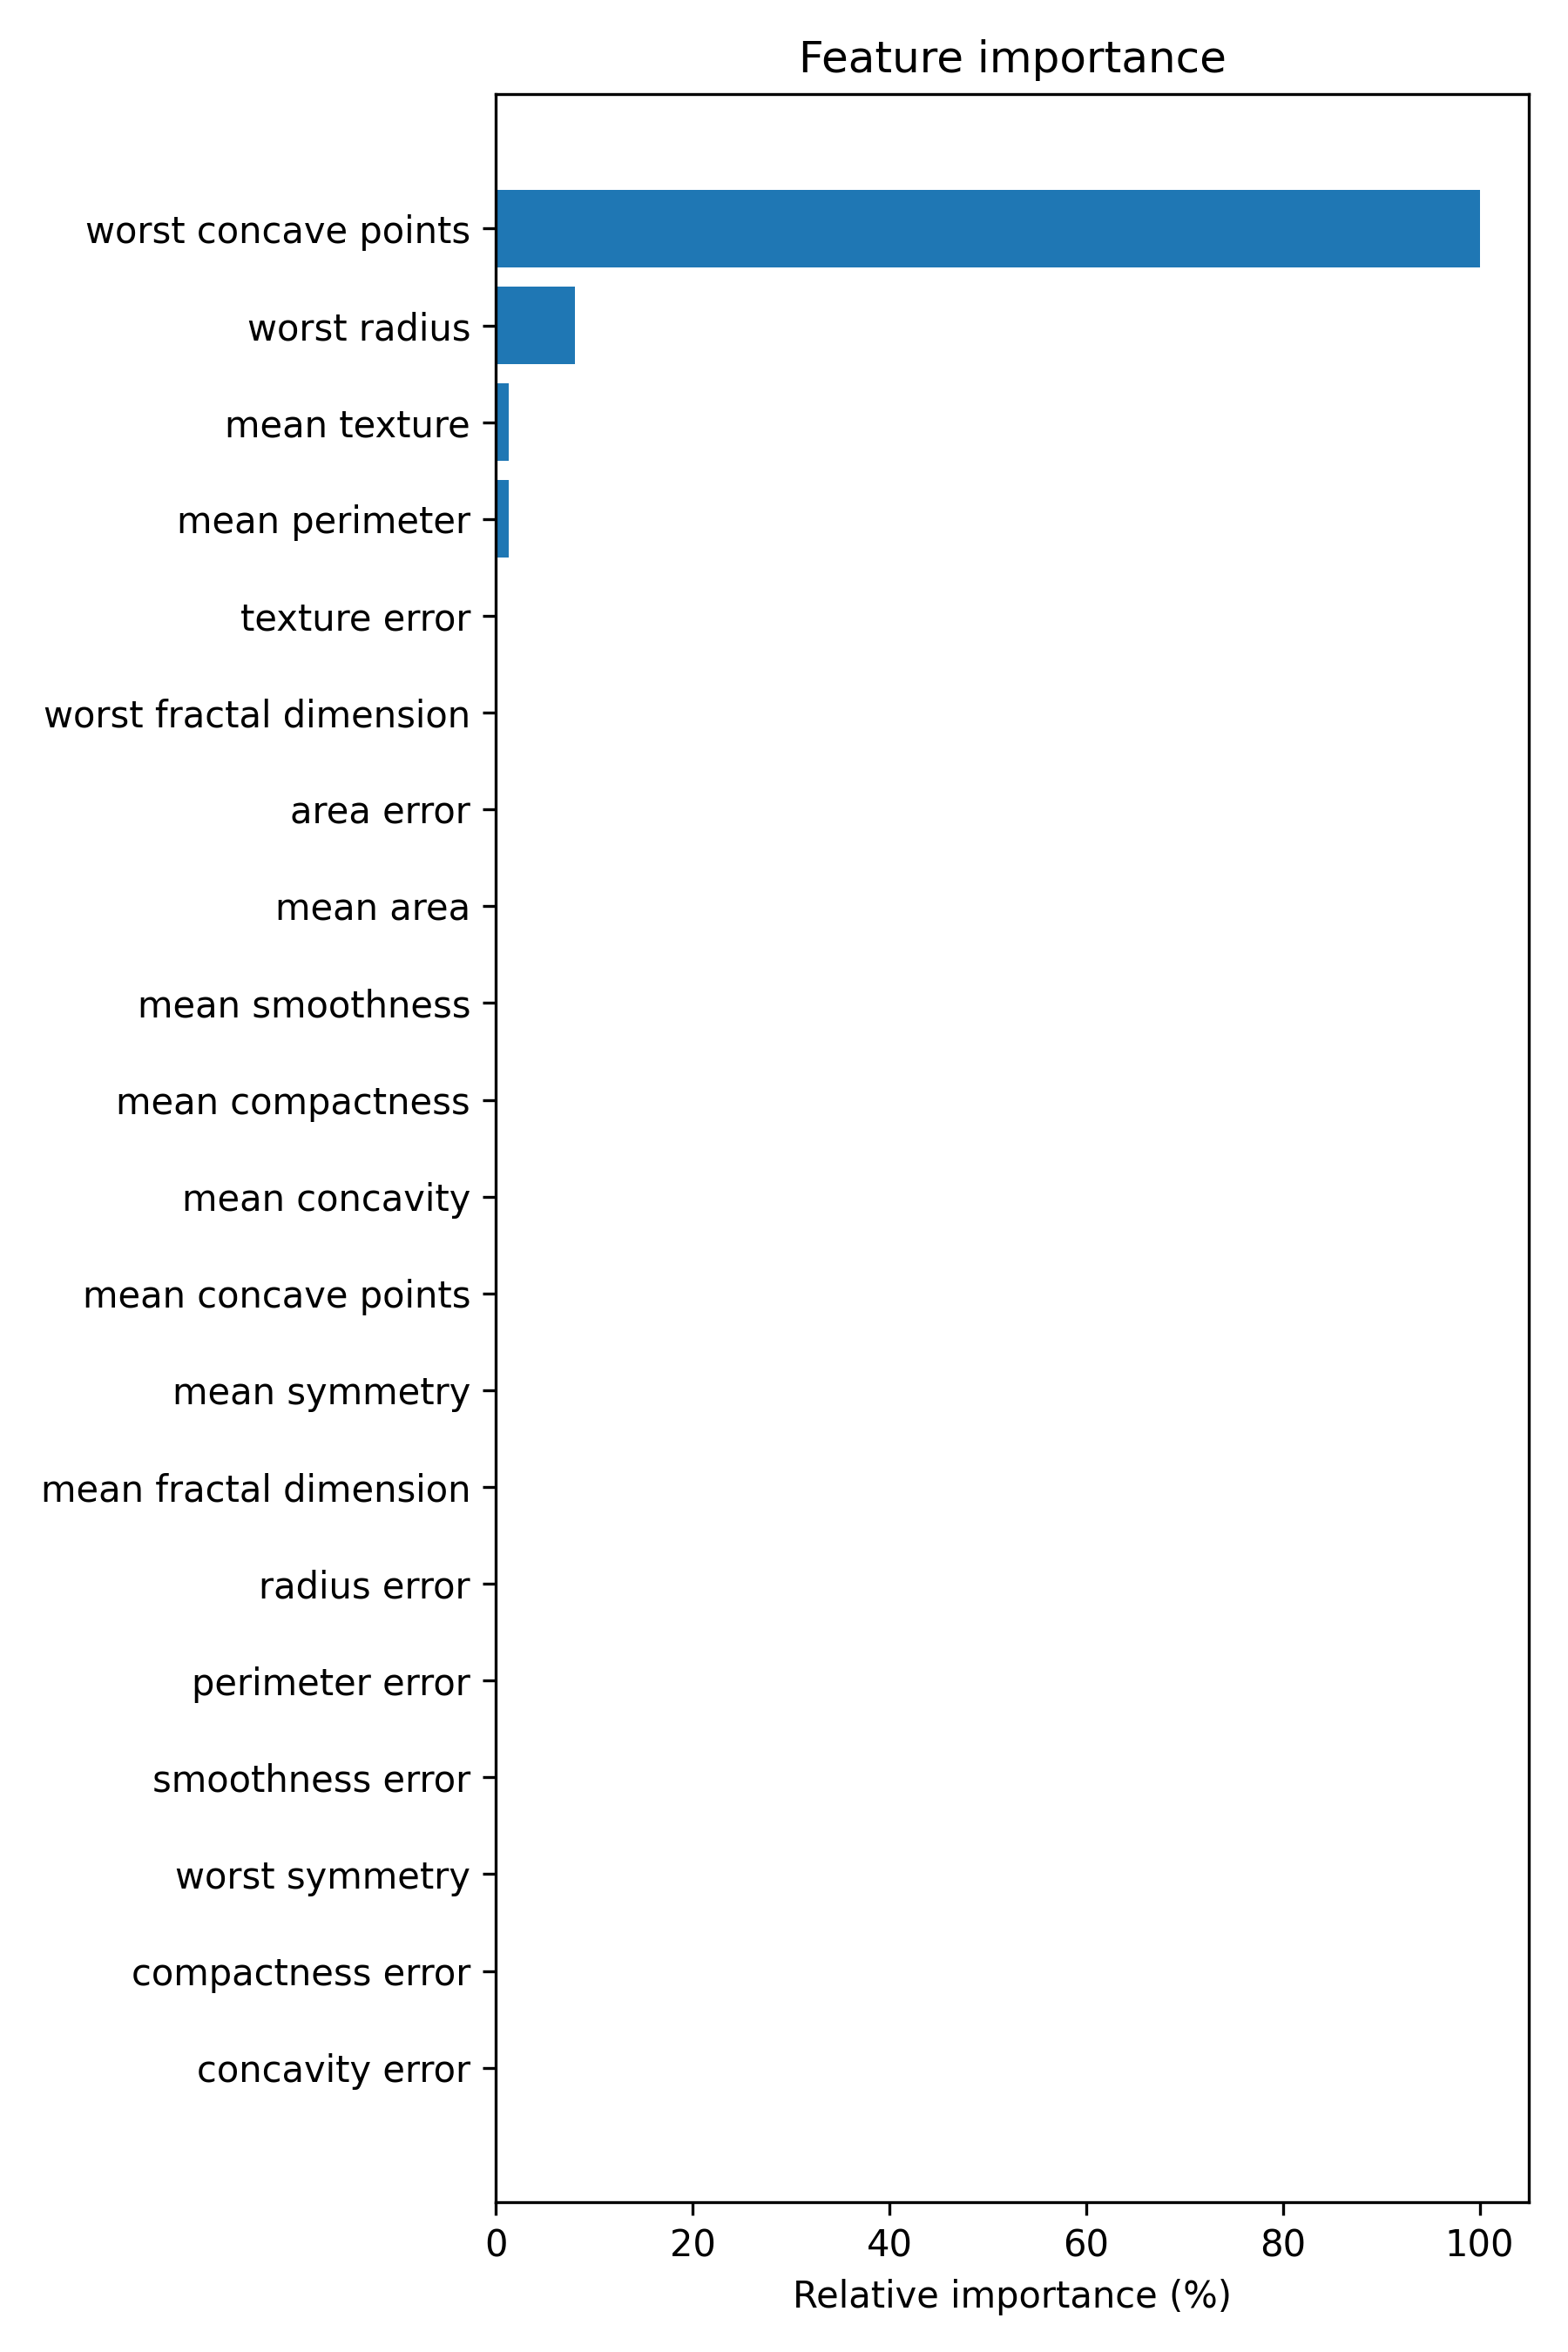 Feature importance
worst concave points
worst radius
mean texture
mean perimeter
texture error
worst fractal dimension
area error
mean area
mean smoothness
mean compactness
mean concavity
mean concave points
mean symmetry
mean fractal dimension
radius error
perimeter error
smoothness error
worst symmetry
compactness error
concavity error
0 20 40 60 80 100
Relative importance (%)